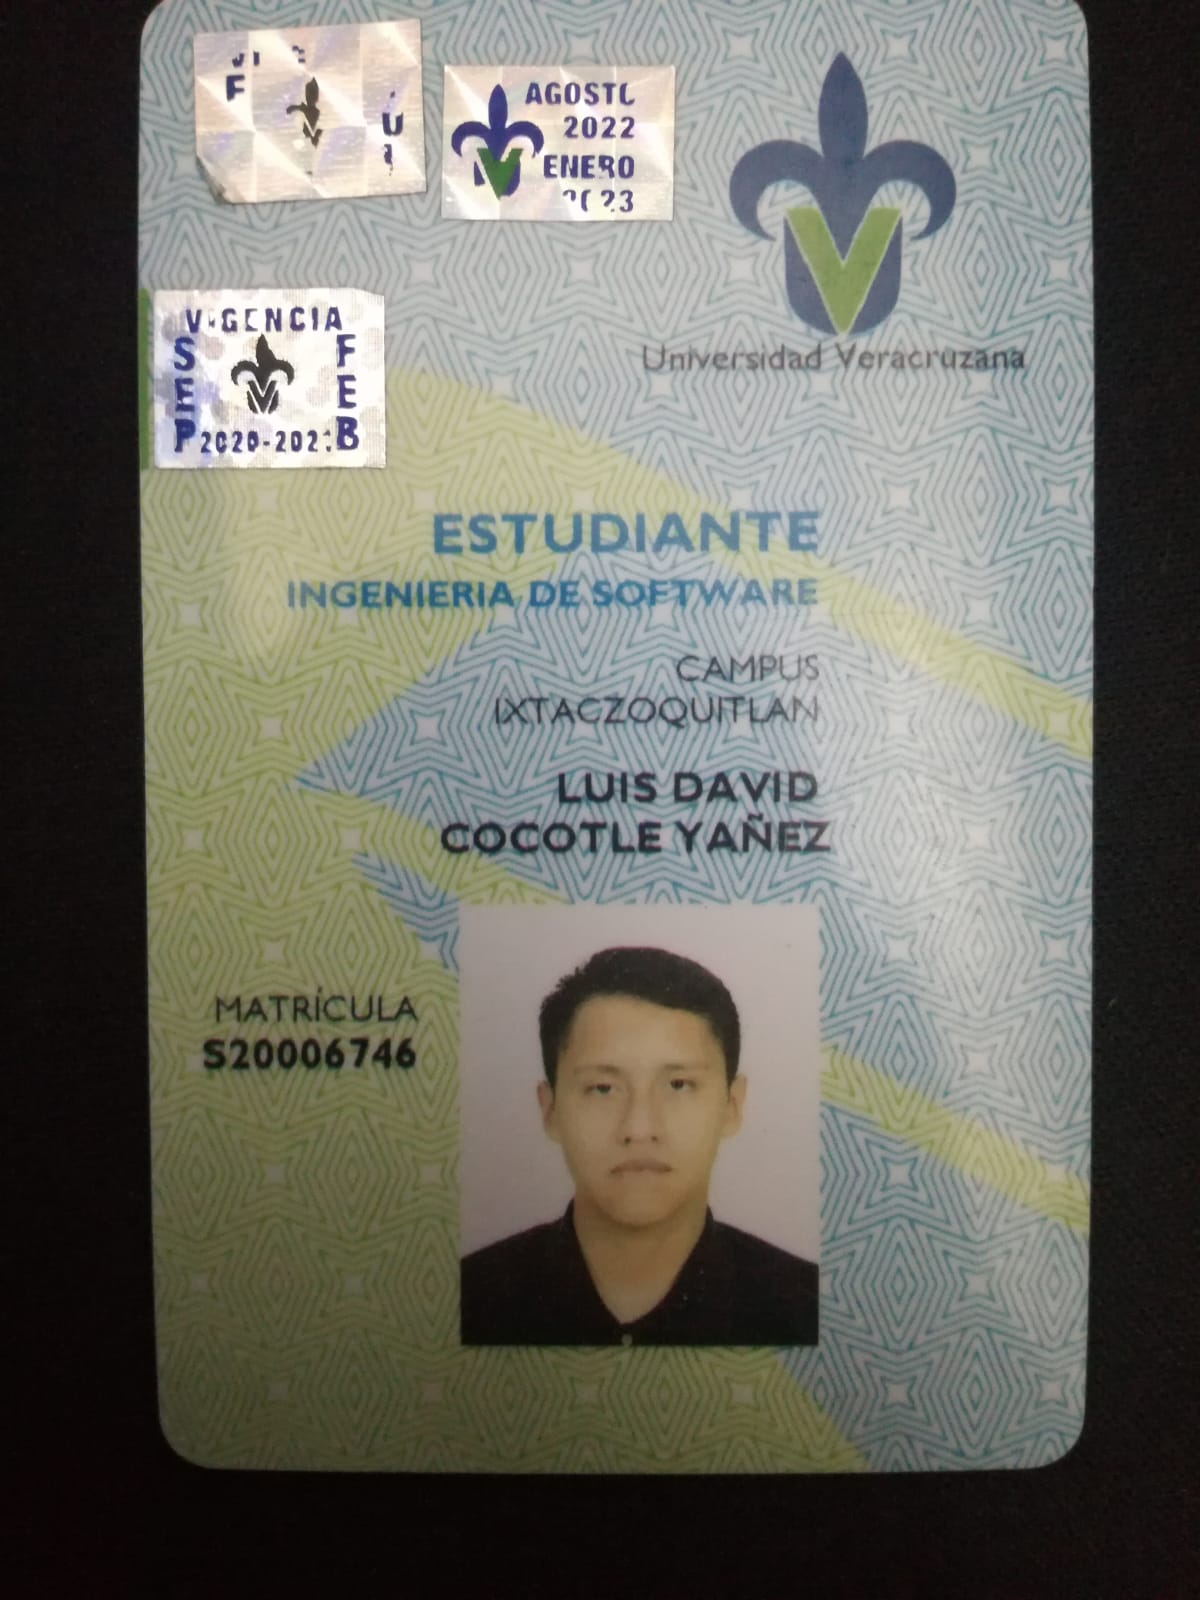 F
U
AGOSTO
2022
ENERO
2023
Universidad Veracruzana
VIGENCIA
SEP
FEB
2020-2021
ESTUDIANTE
INGENIERIA DE SOFTWARE
CAMPUS
IXTACZOQUITLAN
LUIS DAVID
COCOTLE YAÑEZ
MATRÍCULA
S20006746